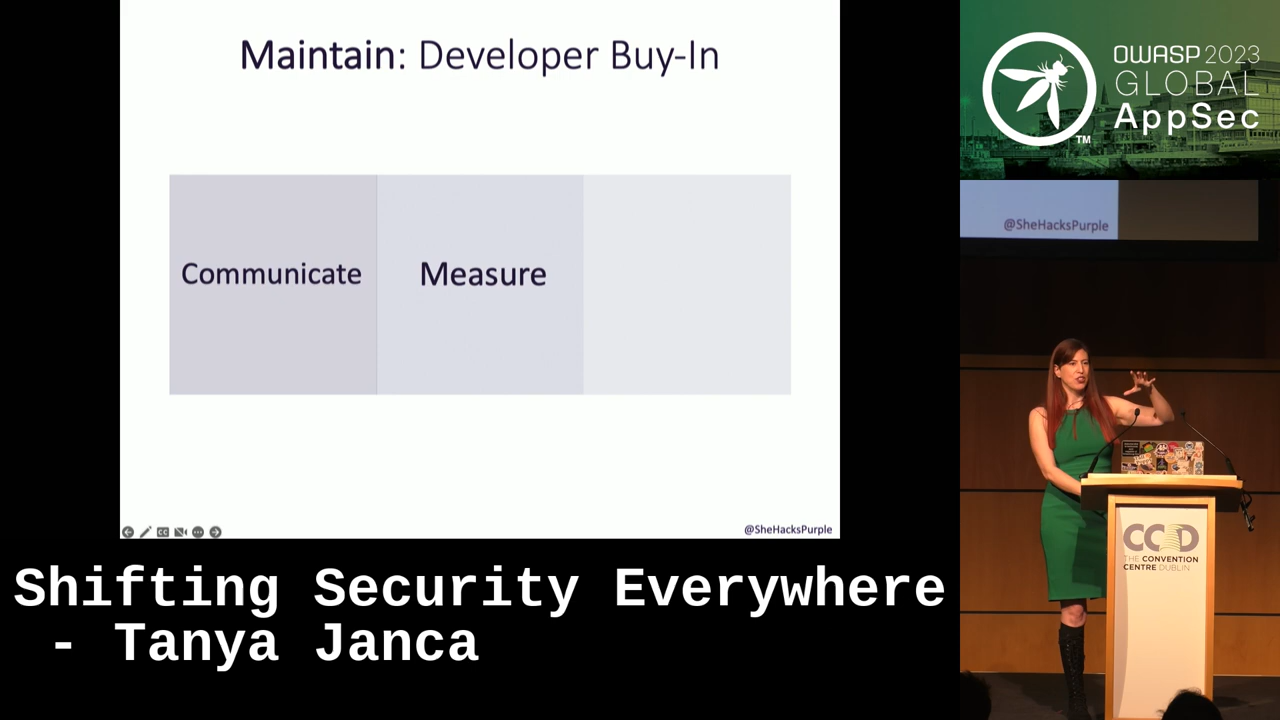 Maintain: Developer Buy-In
Communicate
Measure
@SheHacksPurple
OWASP 2023
GLOBAL
AppSec
TM
@SheHacksPurple
THE CONVENTION
CENTRE DUBLIN
Shifting Security Everywhere
- Tanya Janca